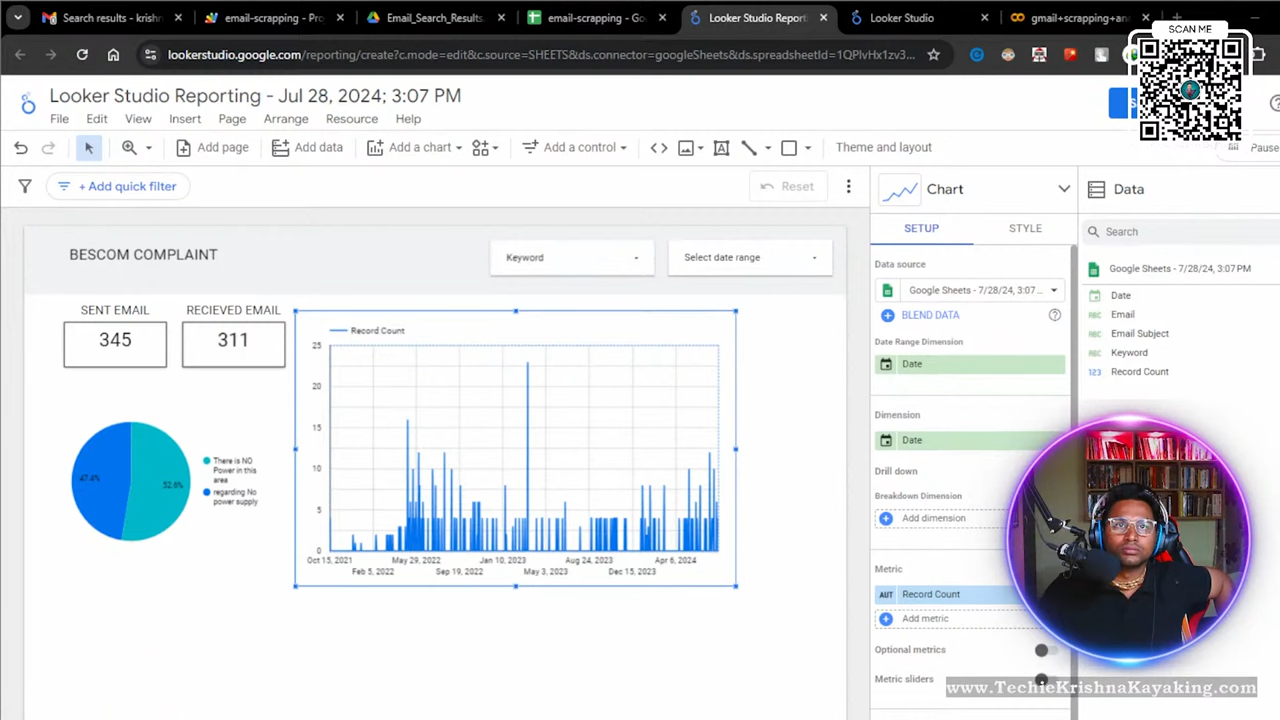 Search results - krishn
email-scrapping - Pro
Email_Search_Results.
email-scrapping - Go
Looker Studio Report
Looker Studio
gmail+scrapping+an
SCAN ME
lookerstudio.google.com/reporting/create?c.mode=edit&c.source=SHEETS&ds.connector=googleSheets&ds.spreadsheetId=1QPlvHx1zv3...
Looker Studio Reporting - Jul 28, 2024; 3:07 PM
File Edit View Insert Page Arrange Resource Help
Add page Add data Add a chart Add a control Theme and layout Pause
+ Add quick filter Reset
Chart
Data
SETUP STYLE
Search
BESCOM COMPLAINT
Keyword
Select date range
Data source
Google Sheets - 7/28/24, 3:07...
BLEND DATA
Date Range Dimension
Date
Dimension
Date
Drill down
Breakdown Dimension
Add dimension
Metric
AUT Record Count
Add metric
Optional metrics
Metric sliders
Google Sheets - 7/28/24, 3:07 PM
Date
ABC Email
ABC Email Subject
ABC Keyword
123 Record Count
SENT EMAIL
345
RECIEVED EMAIL
311
47.4%
52.6%
There is NO
Power in this
area
regarding No
power supply
Record Count
25
20
15
10
5
0
Oct 15, 2021
Feb 5, 2022
May 29, 2022
Sep 19, 2022
Jan 10, 2023
May 3, 2023
Aug 24, 2023
Dec 15, 2023
Apr 6, 2024
www.TechieKrishnaKayaking.com